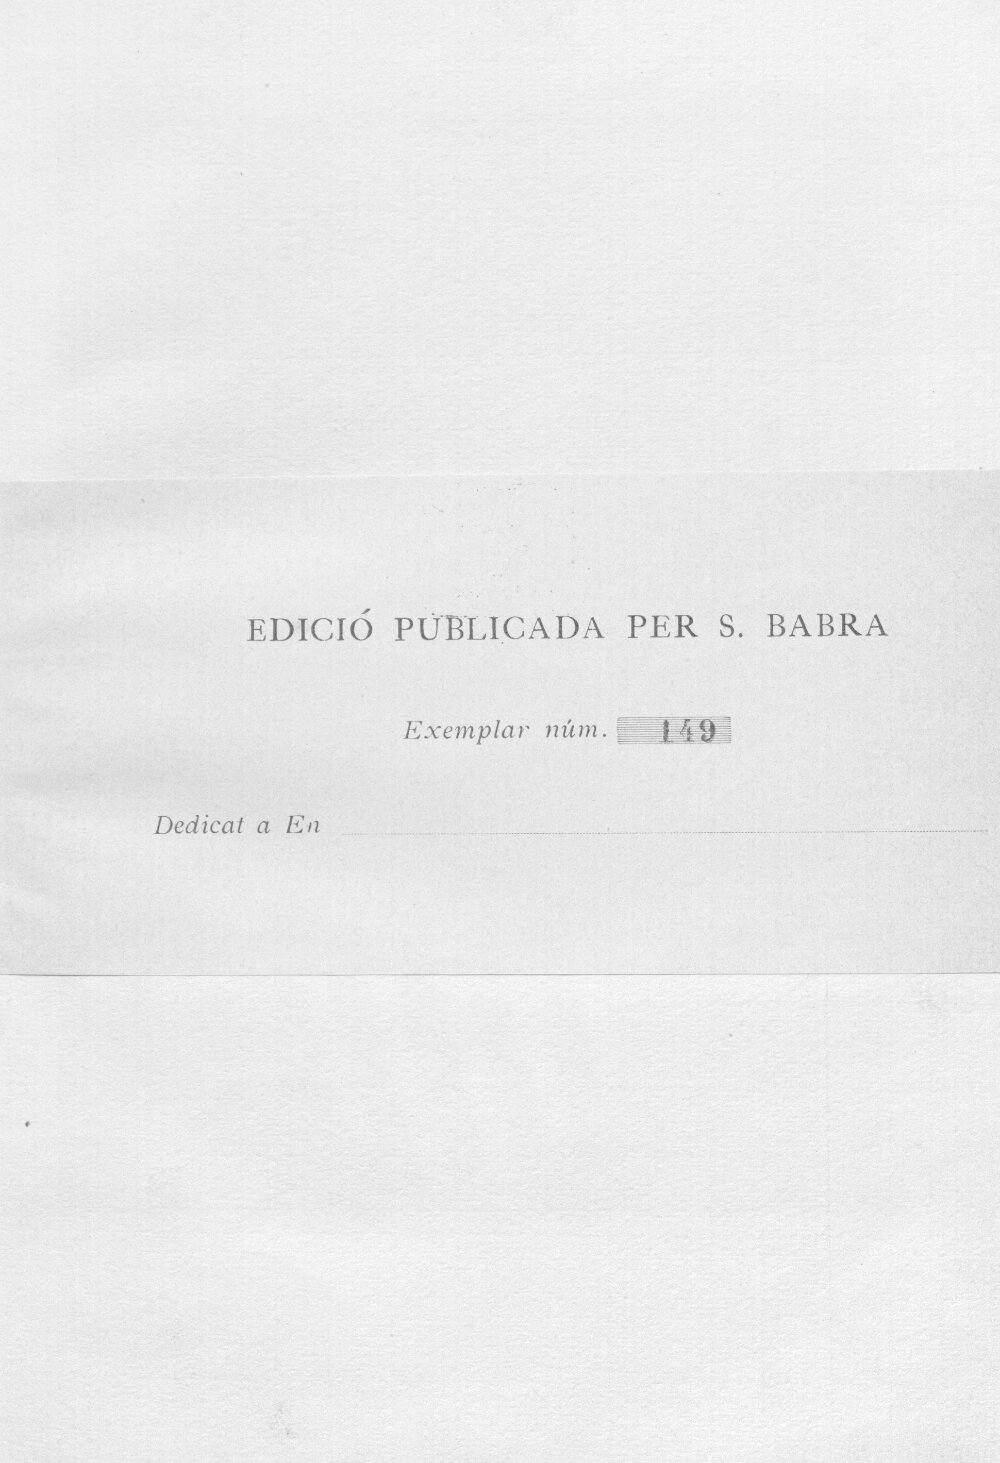 EDICIÓ PUBLICADA PER S. BABRA
Exemplar núm. 149
Dedicat a En